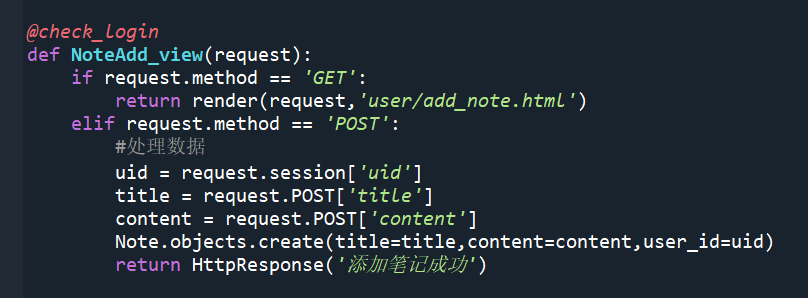 @check_login
def NoteAdd_view(request):
    if request.method == 'GET':
        return render(request,'user/add_note.html')
    elif request.method == 'POST':
        #处理数据
        uid = request.session['uid']
        title = request.POST['title']
        content = request.POST['content']
        Note.objects.create(title=title,content=content,user_id=uid)
        return HttpResponse('添加笔记成功')